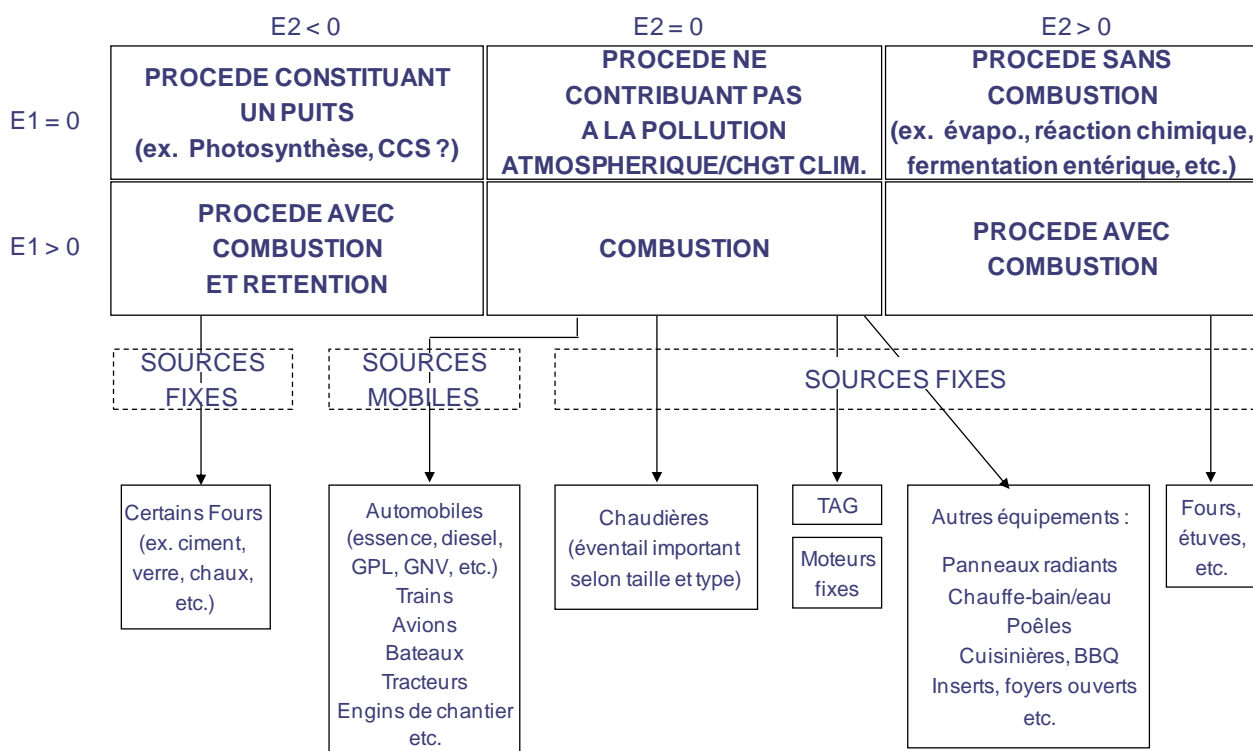 E2 < 0
E2 = 0
E2 > 0
E1 = 0
PROCEDE CONSTITUANT
UN PUITS
(ex. Photosynthèse, CCS ?)
PROCEDE NE
CONTRIBUANT PAS
A LA POLLUTION
ATMOSPHERIQUE/CHGT CLIM.
PROCEDE SANS
COMBUSTION
(ex. évapo., réaction chimique,
fermentation entérique, etc.)
E1 > 0
PROCEDE AVEC
COMBUSTION
ET RETENTION
COMBUSTION
PROCEDE AVEC
COMBUSTION
SOURCES
FIXES
SOURCES
MOBILES
SOURCES FIXES
Certains Fours
(ex. ciment,
verre, chaux,
etc.)
Automobiles
(essence, diesel,
GPL, GNV, etc.)
Trains
Avions
Bateaux
Tracteurs
Engins de chantier
etc.
Chaudières
(éventail important
selon taille et type)
TAG
Moteurs
fixes
Autres équipements :
Panneaux radiants
Chauffe-bain/eau
Poêles
Cuisinières, BBQ
Inserts, foyers ouverts
etc.
Fours,
étuves,
etc.